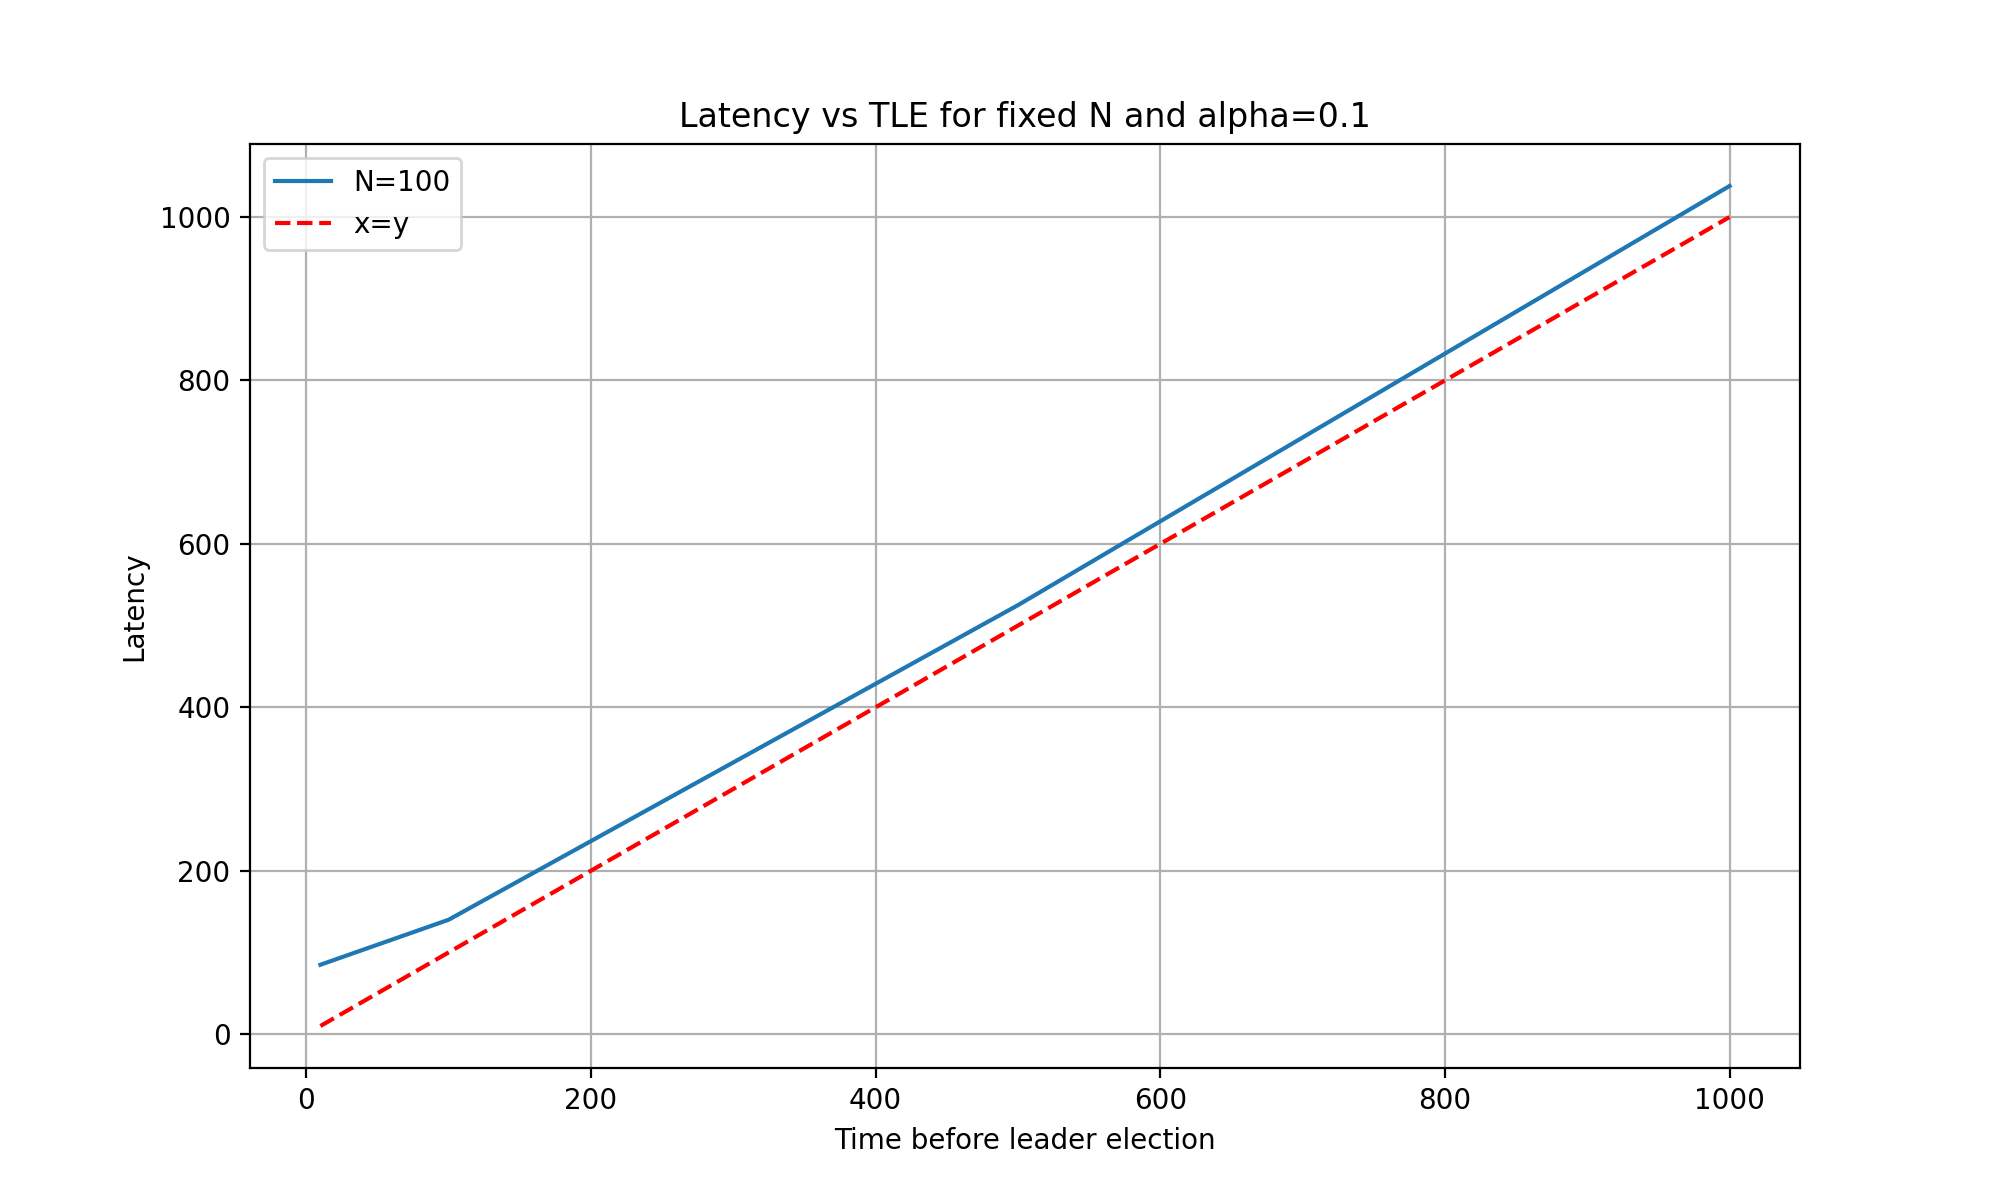 Latency vs TLE for fixed N and alpha=0.1
N=100
x=y
1000
800
600
400
200
0
Latency
0 200 400 600 800 1000
Time before leader election